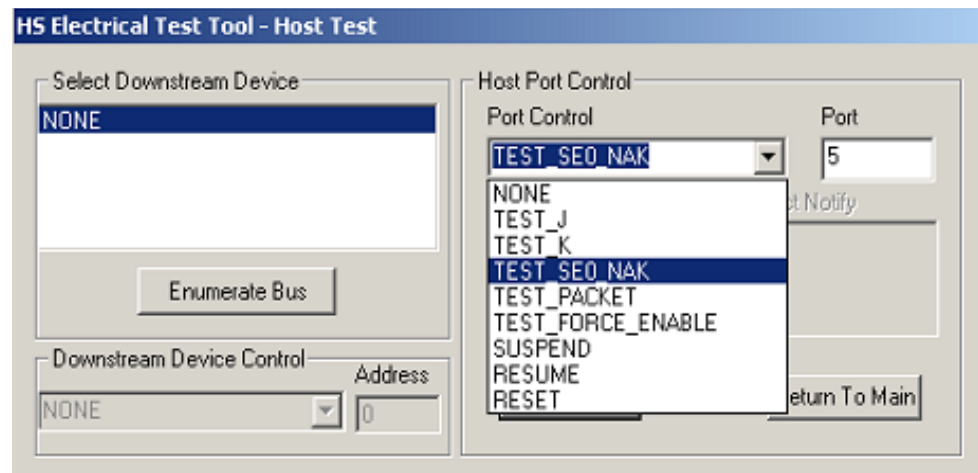 HS Electrical Test Tool - Host Test
Select Downstream Device
NONE
Enumerate Bus
Downstream Device Control
Address
NONE
0
Host Port Control
Port Control
Port
TEST_SE0_NAK
5
NONE
TEST_J
TEST_K
TEST_SE0_NAK
TEST_PACKET
TEST_FORCE_ENABLE
SUSPEND
RESUME
RESET
Notify
To Main